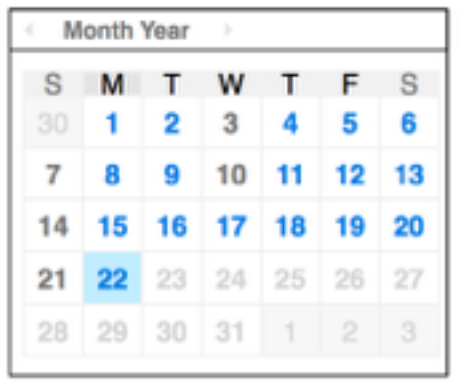 Month Year
S M T W T F S
30 1 2 3 4 5 6
7 8 9 10 11 12 13
14 15 16 17 18 19 20
21 22 23 24 25 26 27
28 29 30 31 1 2 3